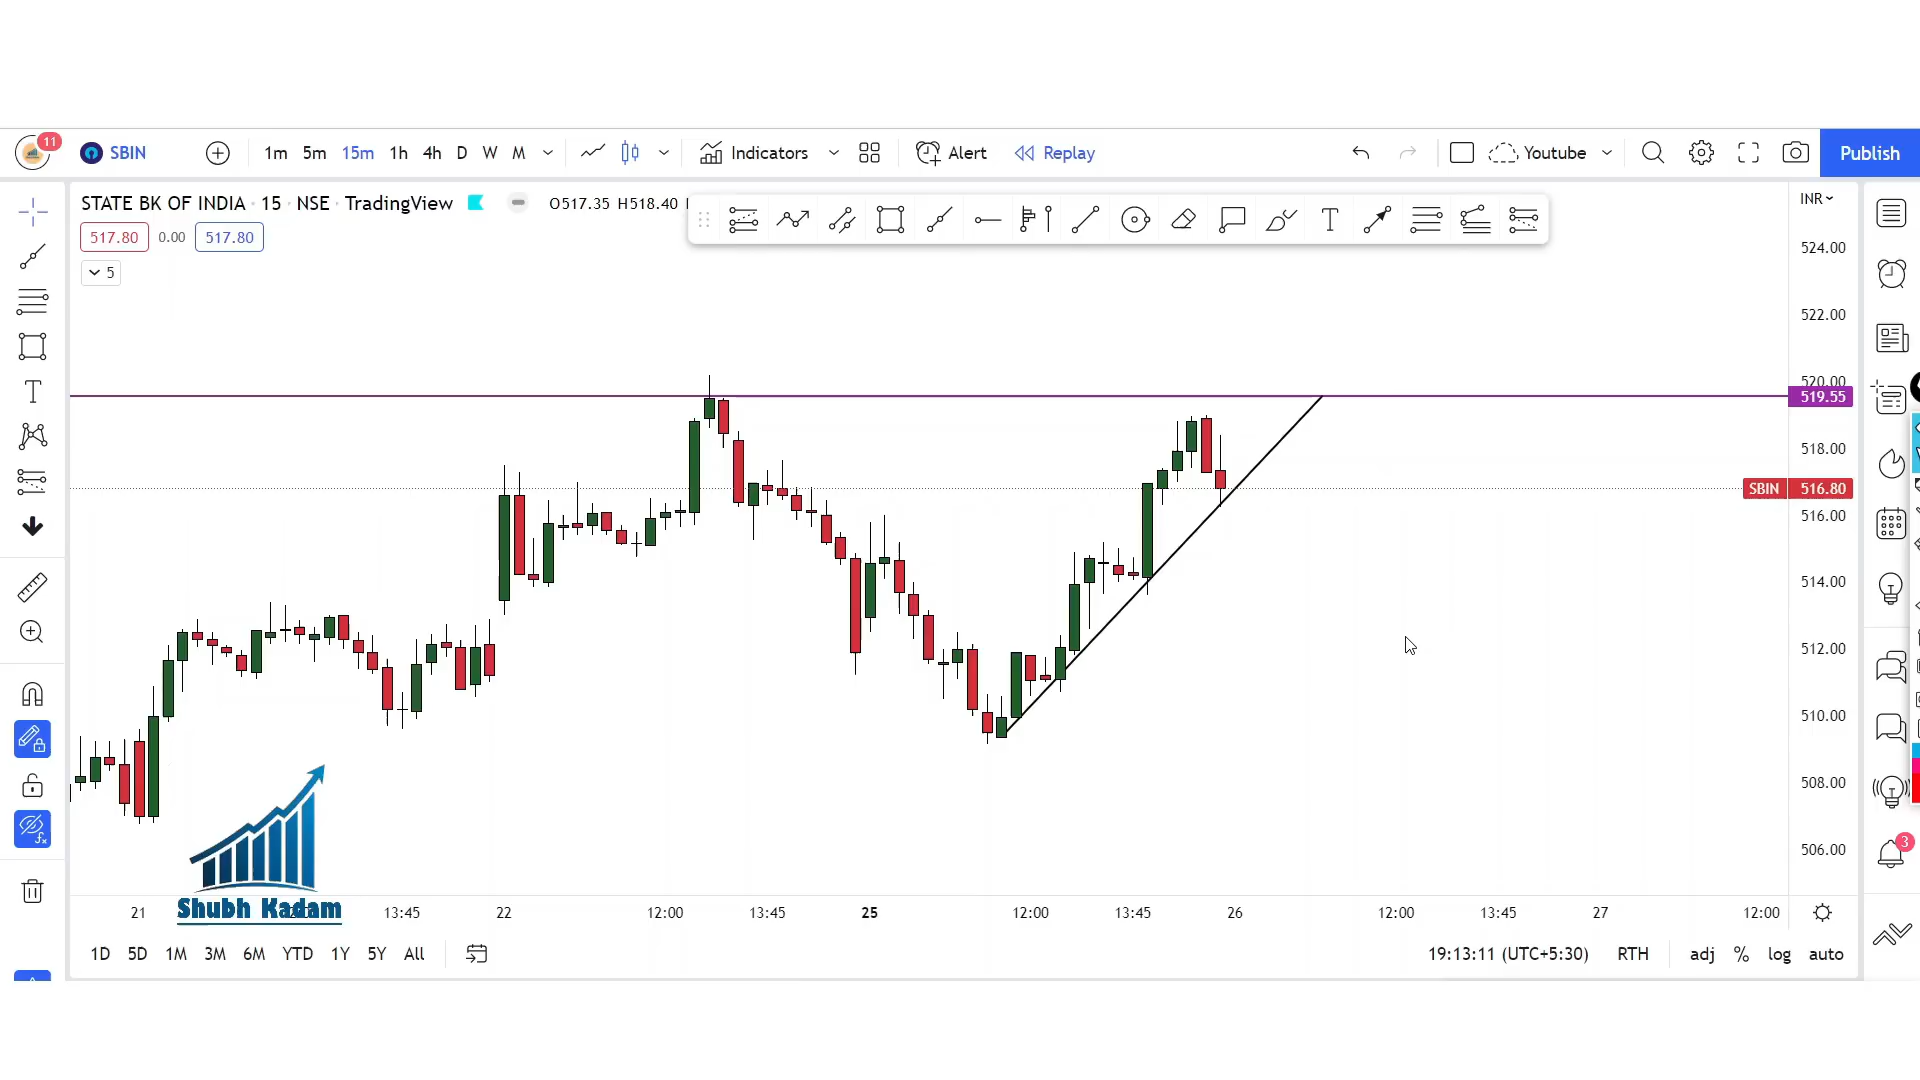 11 SBIN 1m 5m 15m 1h 4h D W M Indicators Alert Replay Youtube Publish
STATE BK OF INDIA · 15 · NSE · TradingView O517.35 H518.40 INR
517.80 0.00 517.80
5
524.00
522.00
520.00
519.55
518.00
SBIN 516.80
516.00
514.00
512.00
510.00
508.00
506.00
3
Shubh Kadam
21 13:45 22 12:00 13:45 25 12:00 13:45 26 12:00 13:45 27 12:00
1D 5D 1M 3M 6M YTD 1Y 5Y All 19:13:11 (UTC+5:30) RTH adj % log auto